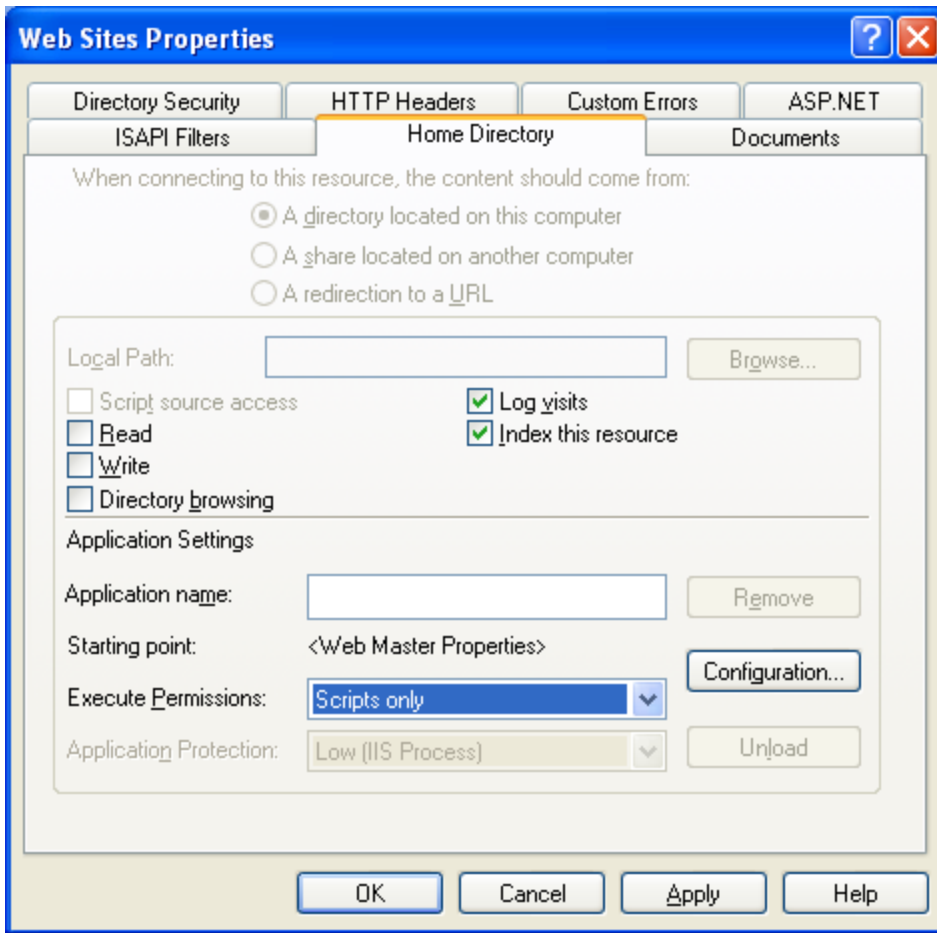 Web Sites Properties
Directory Security HTTP Headers Custom Errors ASP.NET
ISAPI Filters Home Directory Documents
When connecting to this resource, the content should come from:
A directory located on this computer
A share located on another computer
A redirection to a URL
Local Path: Browse...
Script source access Log visits
Read Index this resource
Write
Directory browsing
Application Settings
Application name: Remove
Starting point: <Web Master Properties>
Configuration...
Execute Permissions: Scripts only
Application Protection: Low (IIS Process) Unload
OK Cancel Apply Help